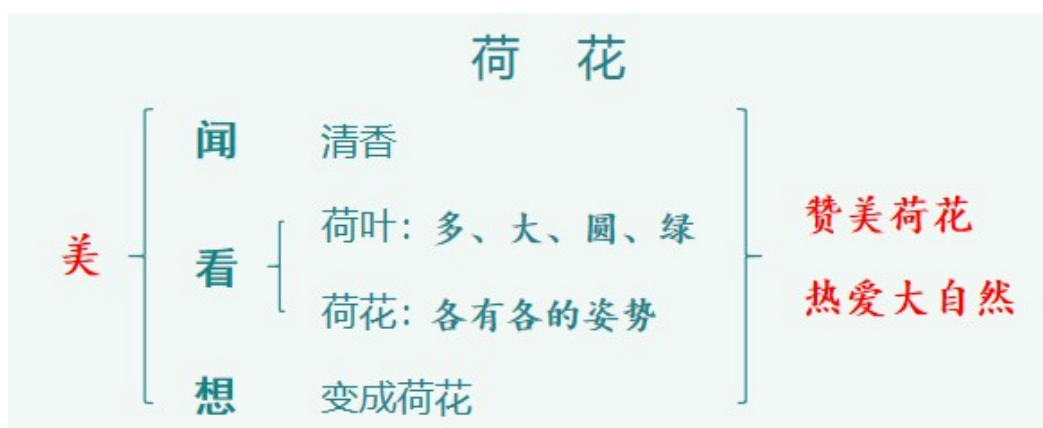 荷 花
闻 清香
荷叶：多、大、圆、绿
赞美荷花
美
看
荷花：各有各的姿势
热爱大自然
想 变成荷花